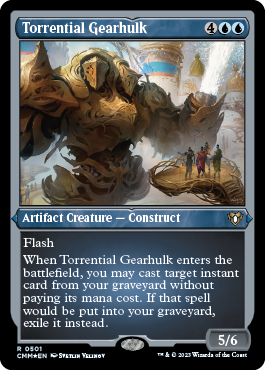 Torrential Gearhulk 4
Artifact Creature — Construct
Flash
When Torrential Gearhulk enters the
battlefield, you may cast target instant
card from your graveyard without
paying its mana cost. If that spell
would be put into your graveyard,
exile it instead.
5/6
R 0501
CMM★EN Svetlin Velinov
™ & © 2023 Wizards of the Coast